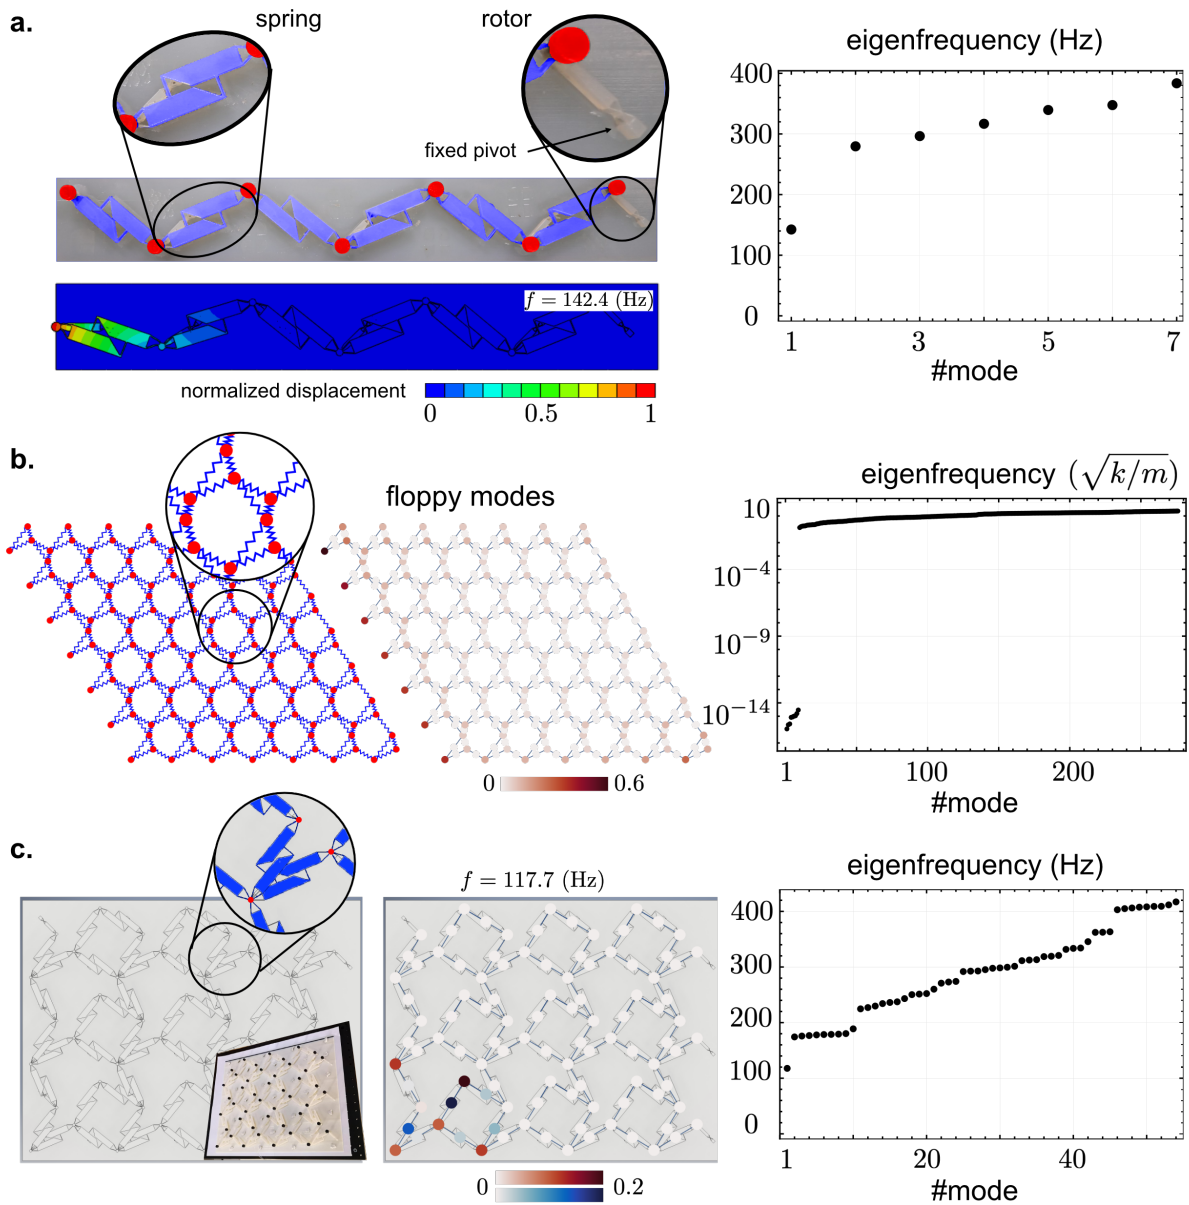 a.
spring
rotor
fixed pivot
f = 142.4 (Hz)
normalized displacement
0
0.5
1
eigenfrequency (Hz)
400
300
200
100
0
1
3
5
7
#mode
b.
floppy modes
0
0.6
eigenfrequency (√k/m)
10
10⁻⁴
10⁻⁹
10⁻¹⁴
1
100
200
#mode
c.
f = 117.7 (Hz)
0
0.2
eigenfrequency (Hz)
400
300
200
100
0
1
20
40
#mode